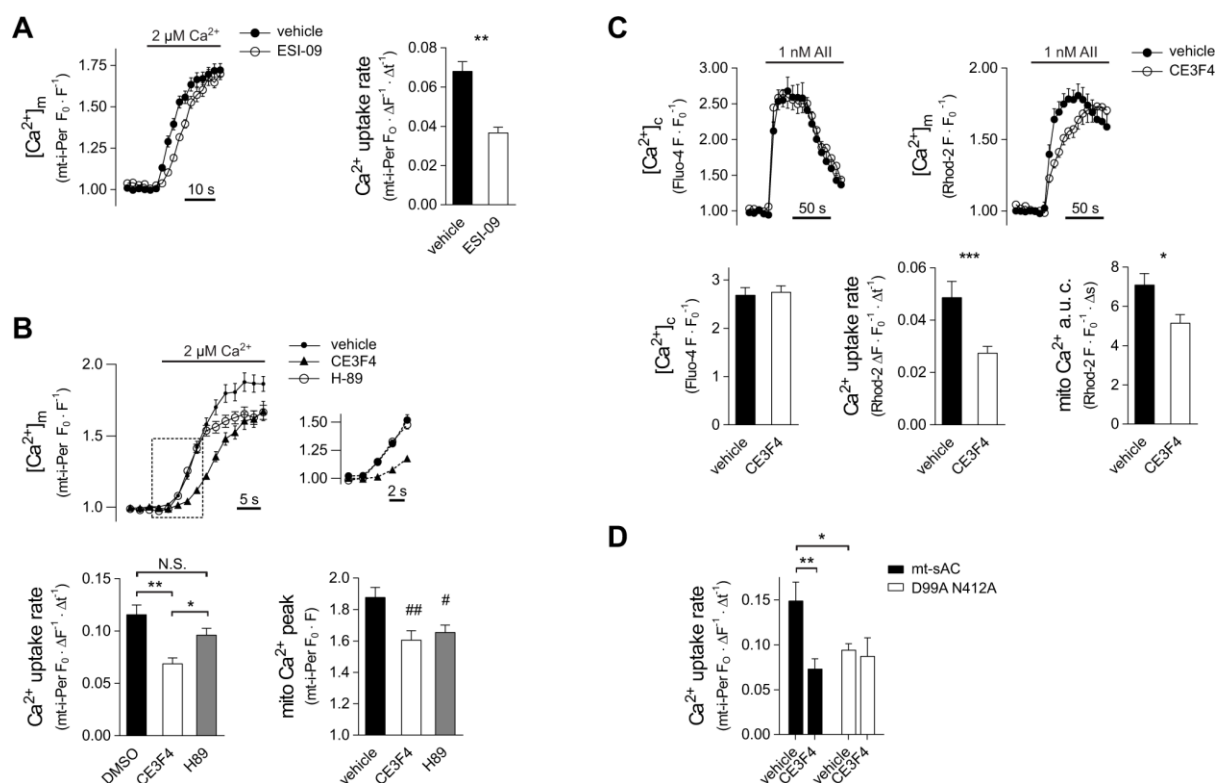 A
2 µM Ca²⁺
vehicle
ESI-09
[Ca²⁺]m
(mt-i-Per F₀ · F⁻¹)
1.75
1.50
1.25
1.00
10 s
**
Ca²⁺ uptake rate
(mt-i-Per F₀ · ΔF⁻¹ · Δt⁻¹)
0.08
0.06
0.04
0.02
0.00
vehicle
ESI-09
B
2 µM Ca²⁺
vehicle
CE3F4
H-89
[Ca²⁺]m
(mt-i-Per F₀ · F⁻¹)
2.0
1.5
1.0
5 s
1.50
1.25
1.00
2 s
N.S.
**
*
Ca²⁺ uptake rate
(mt-i-Per F₀ · ΔF⁻¹ · Δt⁻¹)
0.15
0.10
0.05
0.00
DMSO
CE3F4
H89
mito Ca²⁺ peak
(mt-i-Per F₀ · F)
2.0
1.8
1.6
1.4
1.2
1.0
##
#
vehicle
CE3F4
H89
C
1 nM AII
[Ca²⁺]c
(Fluo-4 F · F₀⁻¹)
3.00
2.50
2.00
1.50
1.00
50 s
1 nM AII
vehicle
CE3F4
[Ca²⁺]m
(Rhod-2 F · F₀⁻¹)
2.00
1.50
1.00
50 s
[Ca²⁺]c
(Fluo-4 F · F₀⁻¹)
3
2
1
0
vehicle
CE3F4
***
Ca²⁺ uptake rate
(Rhod-2 ΔF · F₀⁻¹ · Δt⁻¹)
0.06
0.04
0.02
0.00
vehicle
CE3F4
*
mito Ca²⁺ a. u. c.
(Rhod-2 F · F₀⁻¹ · Δs)
8
6
4
2
0
vehicle
CE3F4
D
*
**
mt-sAC
D99A N412A
Ca²⁺ uptake rate
(mt-i-Per F₀ · ΔF⁻¹ · Δt⁻¹)
0.20
0.15
0.10
0.05
0.00
vehicle
CE3F4
vehicle
CE3F4